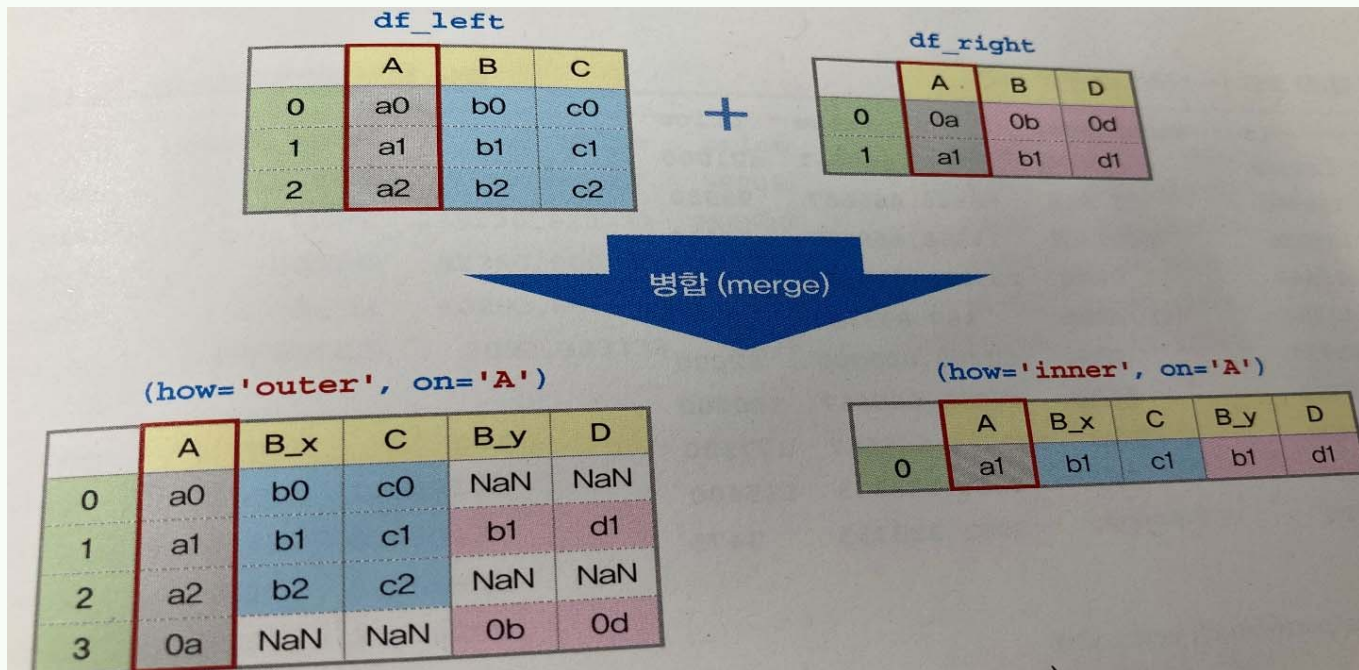 df_left
A B C
0 a0 b0 c0
1 a1 b1 c1
2 a2 b2 c2
+
df_right
A B D
0 0a 0b 0d
1 a1 b1 d1
병합 (merge)
(how='outer', on='A')
A B_x C B_y D
0 a0 b0 c0 NaN NaN
1 a1 b1 c1 b1 d1
2 a2 b2 c2 NaN NaN
3 0a NaN NaN 0b 0d
(how='inner', on='A')
A B_x C B_y D
0 a1 b1 c1 b1 d1